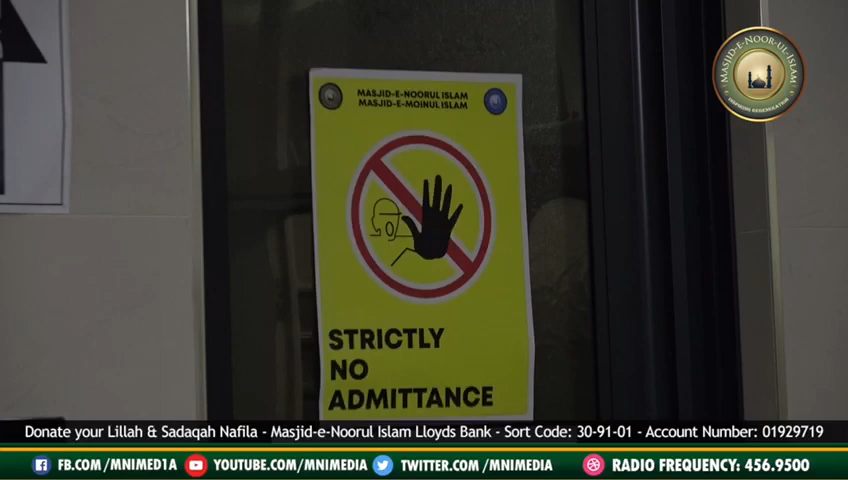 MASJID-E-NOOR-UL-ISLAM
MASJID-E-NOORUL ISLAM
MASJID-E-MOINUL ISLAM
STRICTLY
NO
ADMITTANCE
Donate your Lillah & Sadaqah Nafila - Masjid-e-Noorul Islam Lloyds Bank - Sort Code: 30-91-01 - Account Number: 01929719
FB.COM/MNIMED1A YOUTUBE.COM/MNIMEDIA TWITTER.COM/MNIMEDIA RADIO FREQUENCY: 456.9500